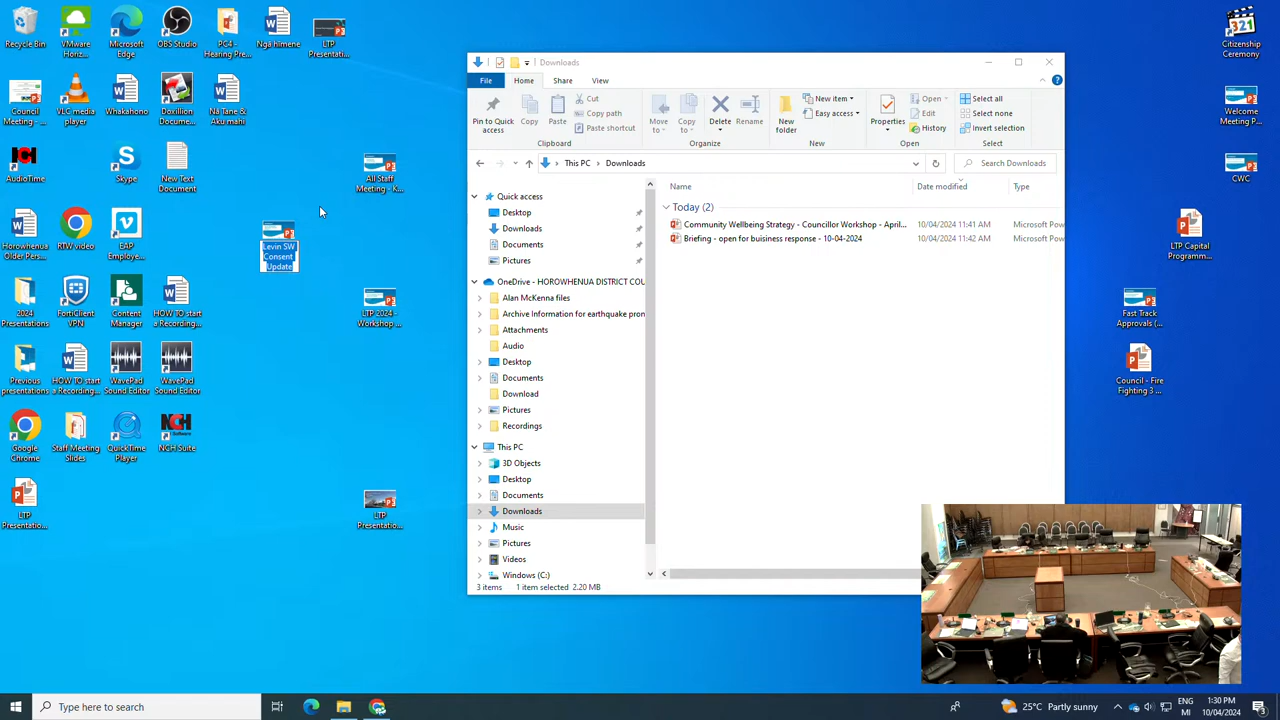 Recycle Bin
VMware Horiz...
Microsoft Edge
OBS Studio
PC4 - Hearing Pre...
Ngā hīmene
LTP Presentati...
Council Meeting - ...
VLC media player
Whakahono
Doxillion Docume...
Nā Iane & Aku mahi
AudioTime
Skype
New Text Document
All Staff Meeting - K...
Horowhenua Older Pers...
RTW video
EAP Employe...
Levin SW Consent Update
2024 Presentations
FortiClient VPN
Content Manager
HOW TO start a Recording...
LTP 2024 - Workshop ...
Previous presentations
HOW TO start a Recording...
WavePad Sound Editor
WavePad Sound Editor
Google Chrome
Staff Meeting Slides
QuickTime Player
NCH Suite
LTP Presentatio...
LTP Presentatio...
Citizenship Ceremony
Welcome Meeting P...
CWC
LTP Capital Programm...
Fast Track Approvals (...
Council - Fire Fighting 3 ...
Downloads
File Home Share View
Pin to Quick access
Copy
Paste
Cut
Copy path
Paste shortcut
Clipboard
Move to
Copy to
Delete
Rename
Organize
New folder
New item
Easy access
New
Properties
Open
Edit
History
Open
Select all
Select none
Invert selection
Select
This PC Downloads
Search Downloads
Quick access
Desktop
Downloads
Documents
Pictures
OneDrive - HOROWHENUA DISTRICT COU
Alan McKenna files
Archive Information for earthquake pron
Attachments
Audio
Desktop
Documents
Download
Pictures
Recordings
This PC
3D Objects
Desktop
Documents
Downloads
Music
Pictures
Videos
Windows (C:)
Name Date modified Type
Today (2)
Community Wellbeing Strategy - Councillor Workshop - April... 10/04/2024 11:41 AM Microsoft Pow
Briefing - open for buisiness response - 10-04-2024 10/04/2024 11:42 AM Microsoft Pow
3 items 1 item selected 2.20 MB
Type here to search
25°C Partly sunny
ENG
MI
1:30 PM
10/04/2024